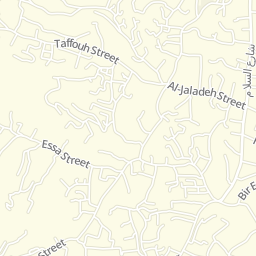 Taffouh Street
شارع السلام
Al-Jaladeh Street
Essa Street
Bir E
Street